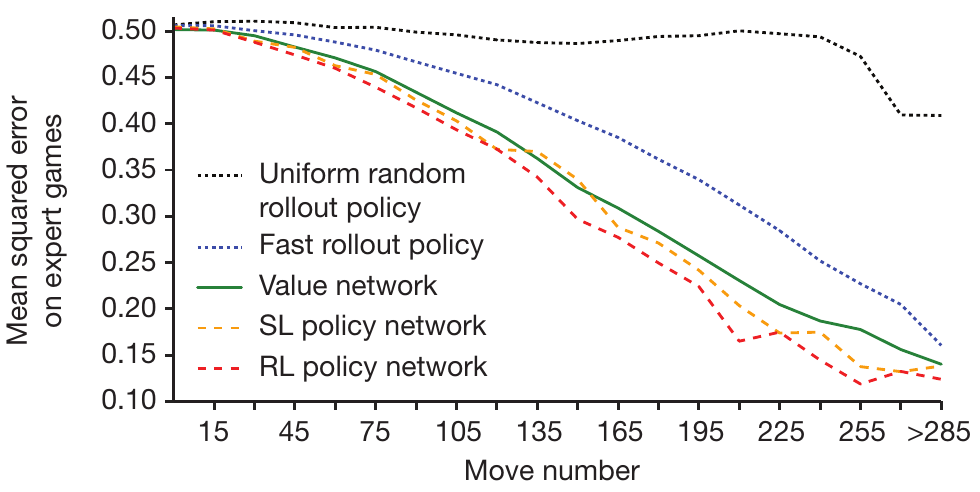 Mean squared error
on expert games
0.50
0.45
0.40
0.35
0.30
0.25
0.20
0.15
0.10
Uniform random
rollout policy
Fast rollout policy
Value network
SL policy network
RL policy network
15 45 75 105 135 165 195 225 255 >285
Move number